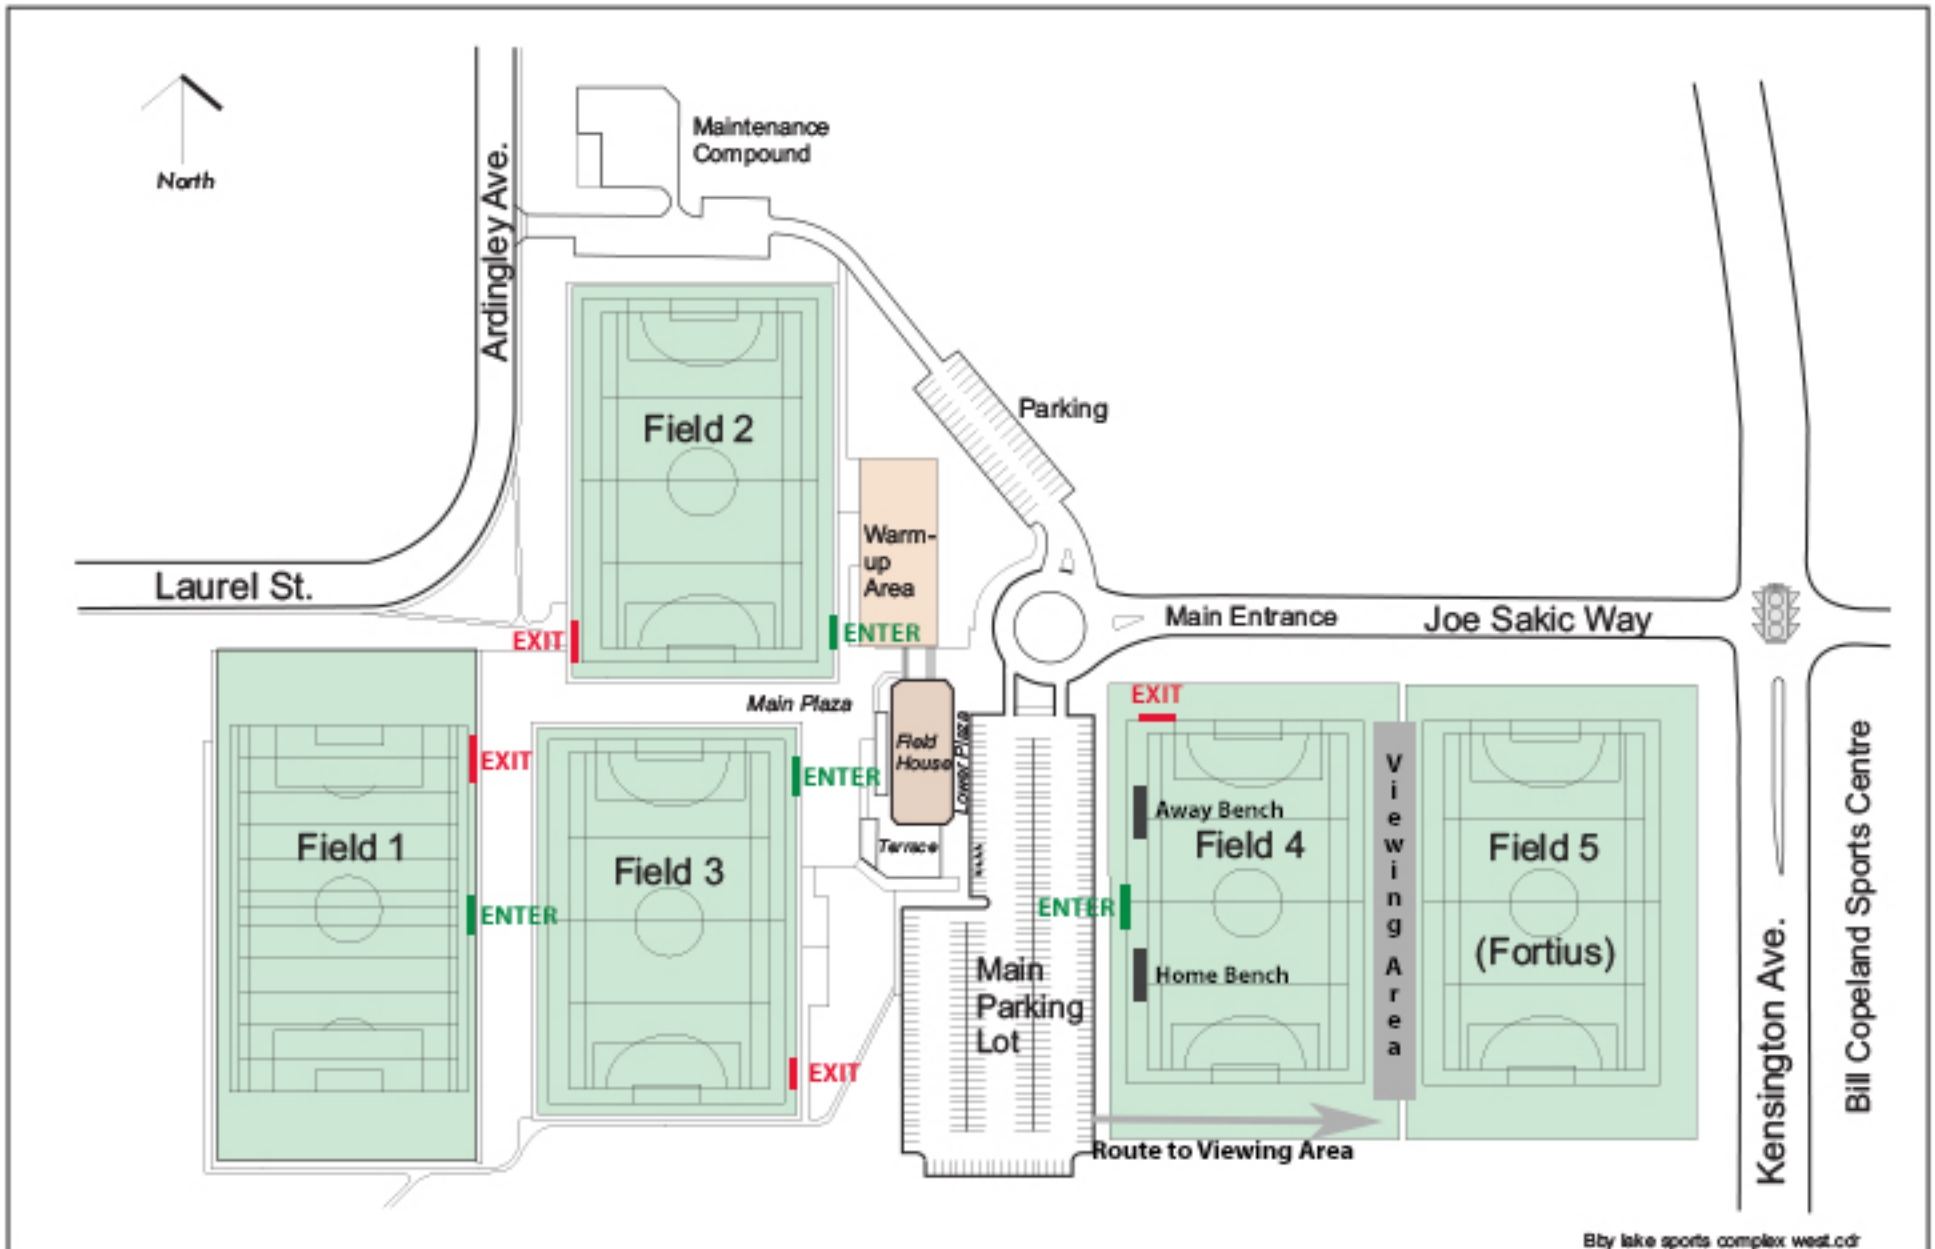 North
Ardingley Ave.
Maintenance
Compound
Parking
Field 2
Warm-
up
Area
Laurel St.
EXIT
ENTER
Main Entrance
Joe Sakic Way
Main Plaza
Field
House
Lower Plaza
Terrace
EXIT
Field 1
ENTER
ENTER
Field 3
EXIT
Main
Parking
Lot
EXIT
Away Bench
Field 4
ENTER
Home Bench
Viewing Area
Field 5
(Fortius)
Route to Viewing Area
Kensington Ave.
Bill Copeland Sports Centre
Bby lake sports complex west.cdr